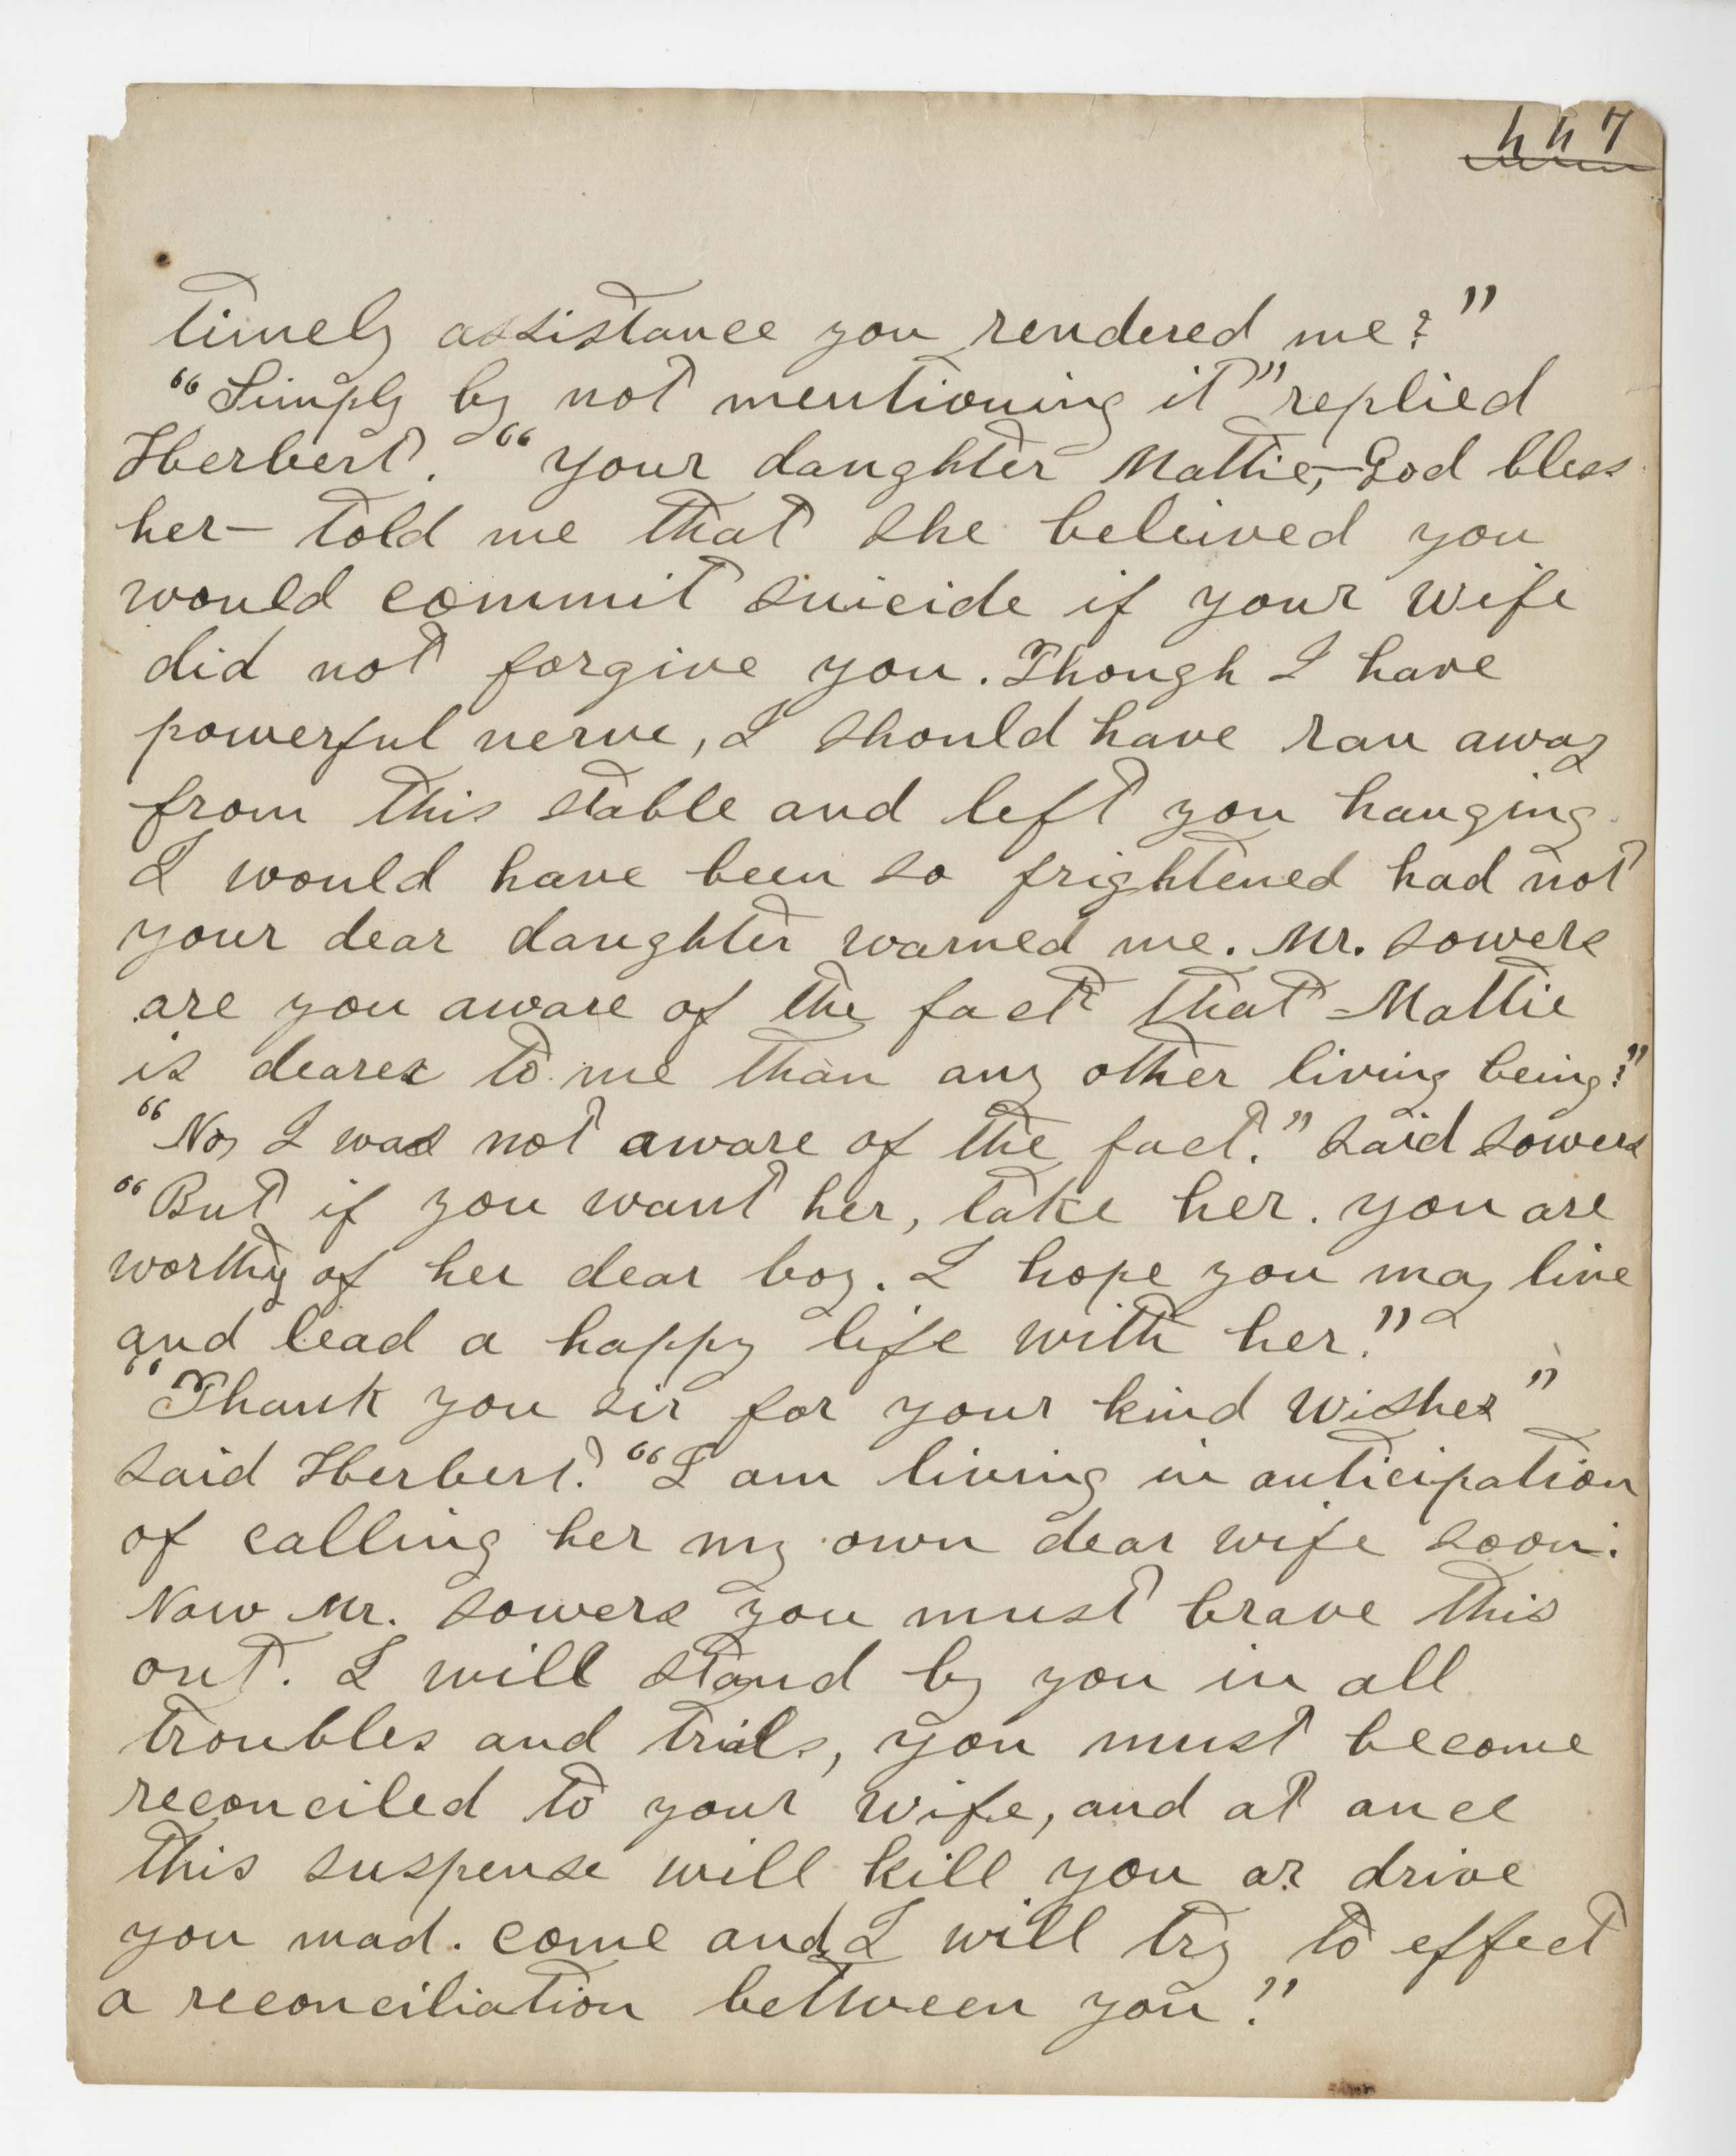 447
timely assistance you rendered me?"
"Simply by not mentioning it" replied
Herbert. "your daughter Mattie,—God bless
her— told me that she beleived you
would commit suicide if your wife
did not forgive you. Though I have
powerful nerve, I should have ran away
from this stable and left you hanging
I would have been so frightened had not
your dear daughter warned me. Mr. Sowers
are you aware of the fact that Mattie
is dearer to me than any other living being?"
"No, I was not aware of the fact." said Sowers
"But if you want her, take her. you are
worthy of her dear boy. I hope you may live
and lead a happy life with her."
"Thank you sir for your kind wishes"
said Herbert. "I am living in anticipation
of calling her my own dear wife soon.
Now Mr. Sowers you must brave this
out. I will stand by you in all
troubles and trials, you must become
reconciled to your wife, and at once
this suspense will kill you or drive
you mad. come and I will try to effect
a reconciliation between you."